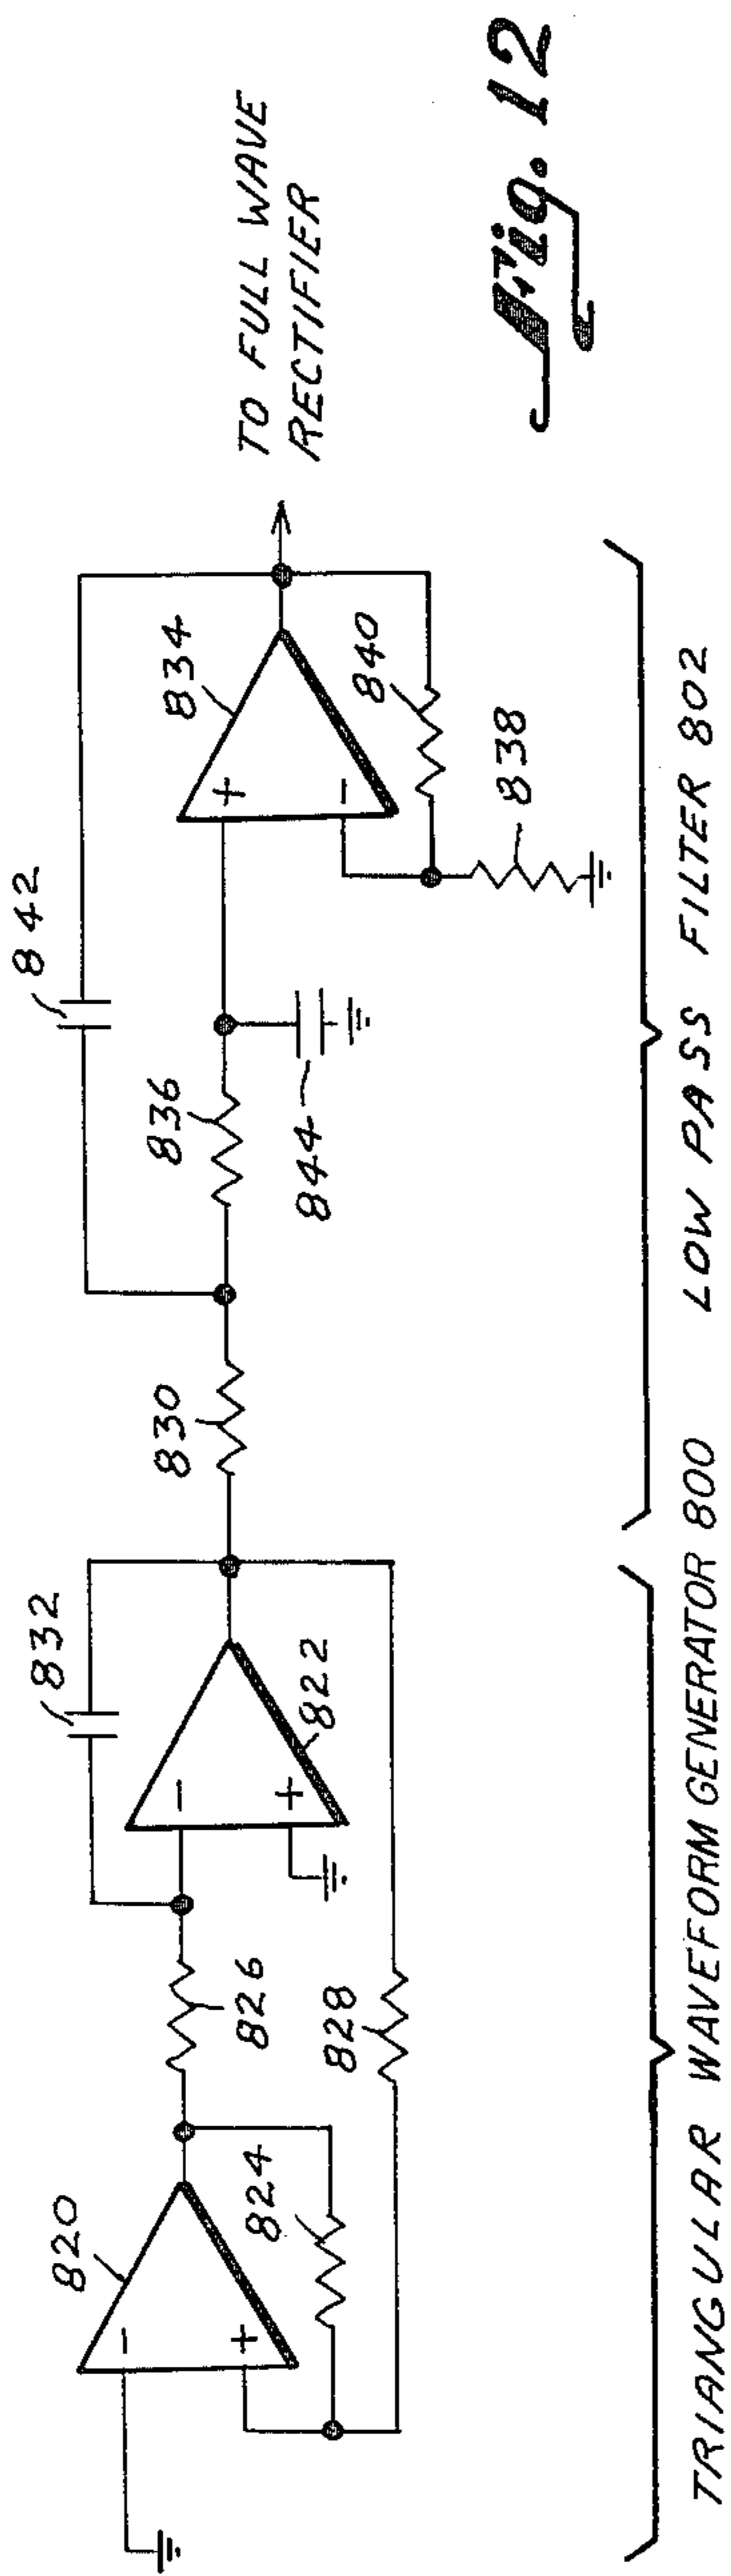 820
824
826
828
832
822
830
836
844
842
834
840
838
TO FULL WAVE
RECTIFIER
TRIANGULAR WAVEFORM GENERATOR 800
LOW PASS FILTER 802
Fig. 12